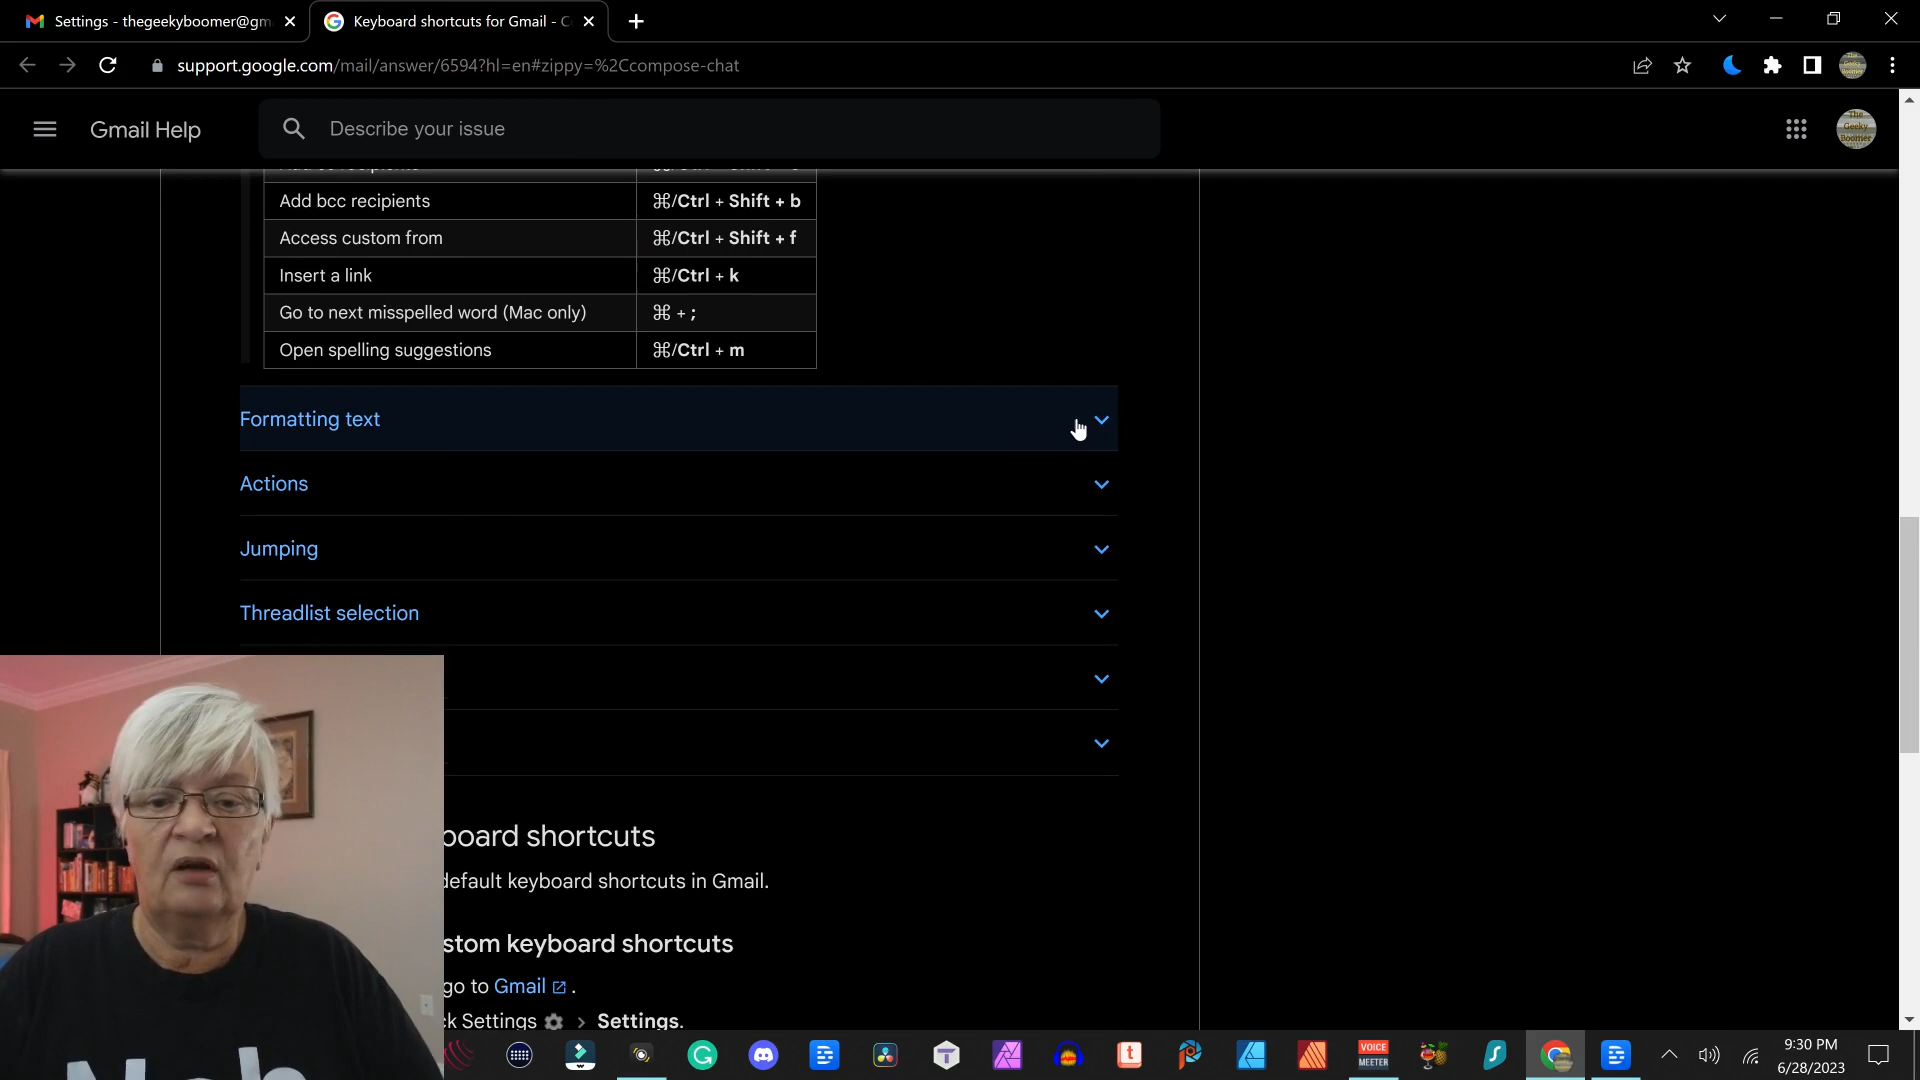 Settings - thegeekyboomer@gm
Keyboard shortcuts for Gmail - C
support.google.com/mail/answer/6594?hl=en#zippy=%2Ccompose-chat
Gmail Help
Describe your issue
The Geeky Boomer
Add bcc recipients ⌘/Ctrl + Shift + b
Access custom from ⌘/Ctrl + Shift + f
Insert a link ⌘/Ctrl + k
Go to next misspelled word (Mac only) ⌘ + ;
Open spelling suggestions ⌘/Ctrl + m
Formatting text
Actions
Jumping
Threadlist selection
board shortcuts
default keyboard shortcuts in Gmail.
stom keyboard shortcuts
go to Gmail .
ck Settings > Settings.
VOICE MEETER
9:30 PM
6/28/2023